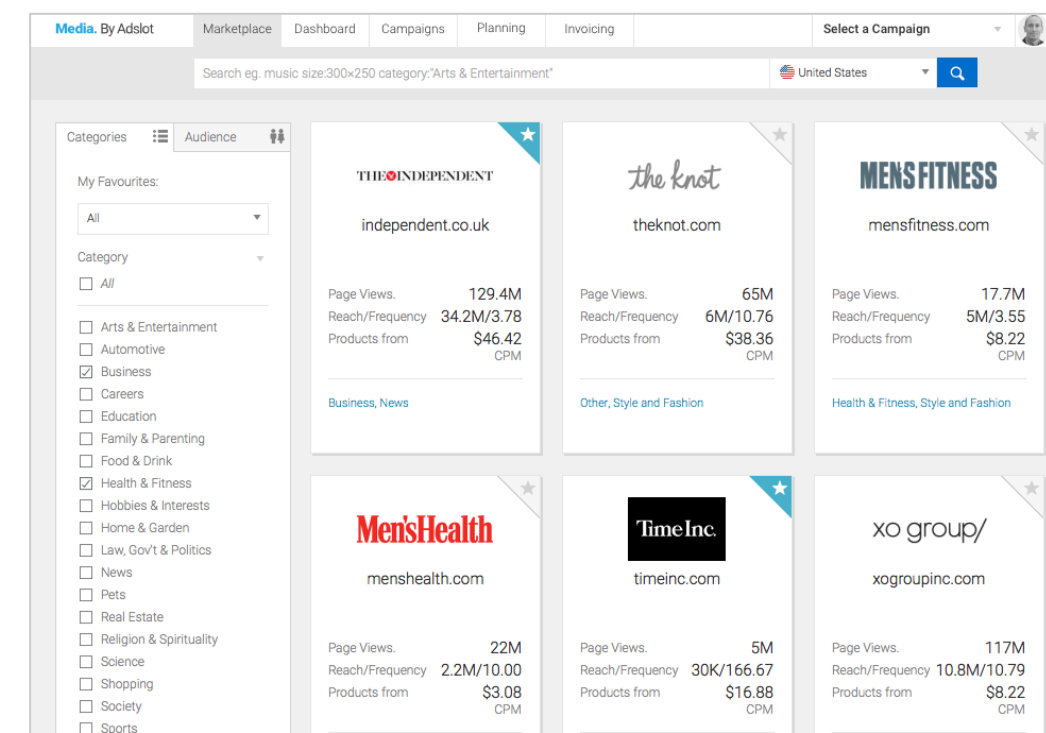 Media. By Adslot
Marketplace
Dashboard
Campaigns
Planning
Invoicing
Select a Campaign
Search eg. music size:300×250 category:"Arts & Entertainment"
United States
Categories
Audience
My Favourites:
All
Category
All
Arts & Entertainment
Automotive
Business
Careers
Education
Family & Parenting
Food & Drink
Health & Fitness
Hobbies & Interests
Home & Garden
Law, Gov't & Politics
News
Pets
Real Estate
Religion & Spirituality
Science
Shopping
Society
Sports
THE INDEPENDENT
independent.co.uk
Page Views. 129.4M
Reach/Frequency 34.2M/3.78
Products from $46.42
CPM
Business, News
the knot
theknot.com
Page Views. 65M
Reach/Frequency 6M/10.76
Products from $38.36
CPM
Other, Style and Fashion
MEN'S FITNESS
mensfitness.com
Page Views. 17.7M
Reach/Frequency 5M/3.55
Products from $8.22
CPM
Health & Fitness, Style and Fashion
Men'sHealth
menshealth.com
Page Views. 22M
Reach/Frequency 2.2M/10.00
Products from $3.08
CPM
Time Inc.
timeinc.com
Page Views. 5M
Reach/Frequency 30K/166.67
Products from $16.88
CPM
xo group/
xogroupinc.com
Page Views. 117M
Reach/Frequency 10.8M/10.79
Products from $8.22
CPM